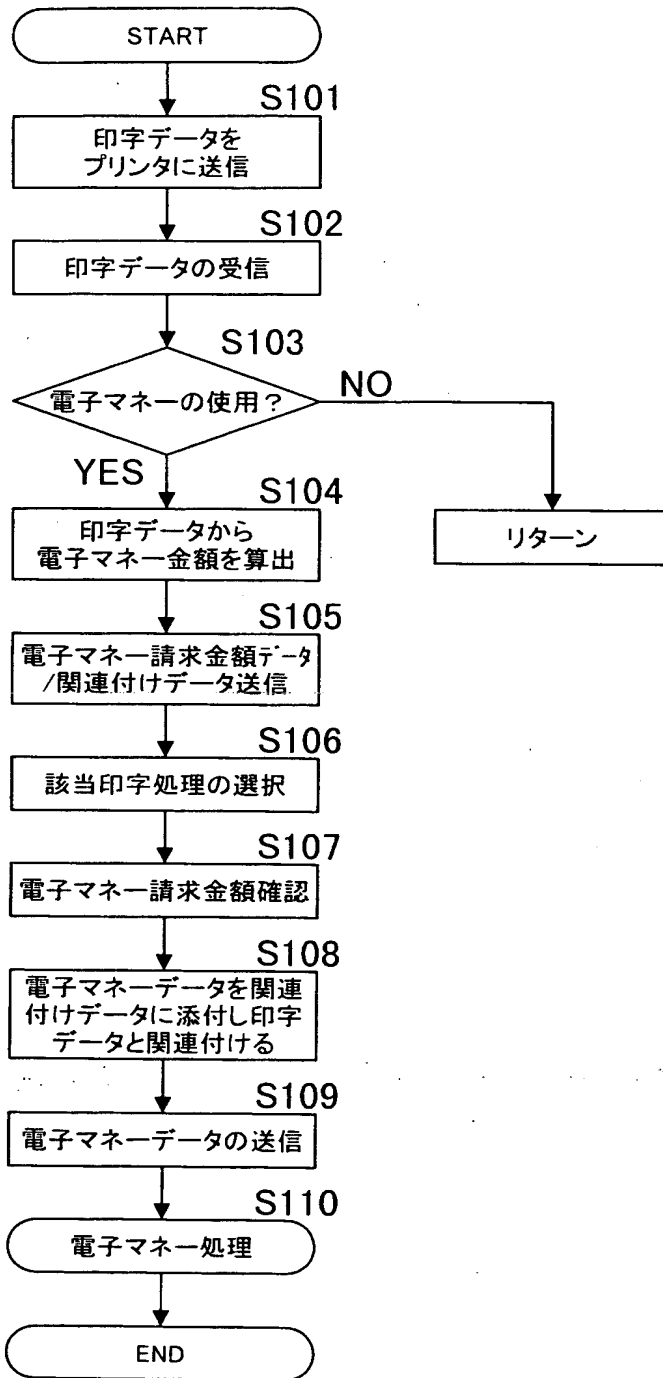 START
S101
印字データを
プリンタに送信
S102
印字データの受信
S103
電子マネーの使用?
NO
YES
S104
印字データから
電子マネー金額を算出
リターン
S105
電子マネー請求金額データ
/関連付けデータ送信
S106
該当印字処理の選択
S107
電子マネー請求金額確認
S108
電子マネーデータを関連
付けデータに添付し印字
データと関連付ける
S109
電子マネーデータの送信
S110
電子マネー処理
END